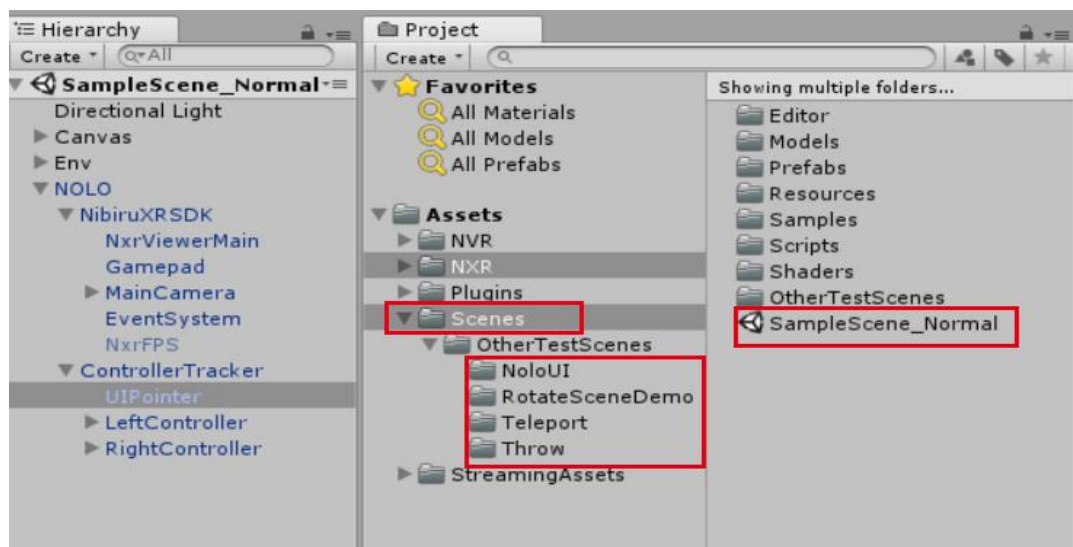 Hierarchy
Create
All
SampleScene_Normal
Directional Light
Canvas
Env
NOLO
NibiruXRSDK
NxrViewerMain
Gamepad
MainCamera
EventSystem
NxrFPS
ControllerTracker
UIPointer
LeftController
RightController
Project
Create
Favorites
All Materials
All Models
All Prefabs
Assets
NVR
NXR
Plugins
Scenes
OtherTestScenes
NoloUI
RotateSceneDemo
Teleport
Throw
StreamingAssets
Showing multiple folders...
Editor
Models
Prefabs
Resources
Samples
Scripts
Shaders
OtherTestScenes
SampleScene_Normal